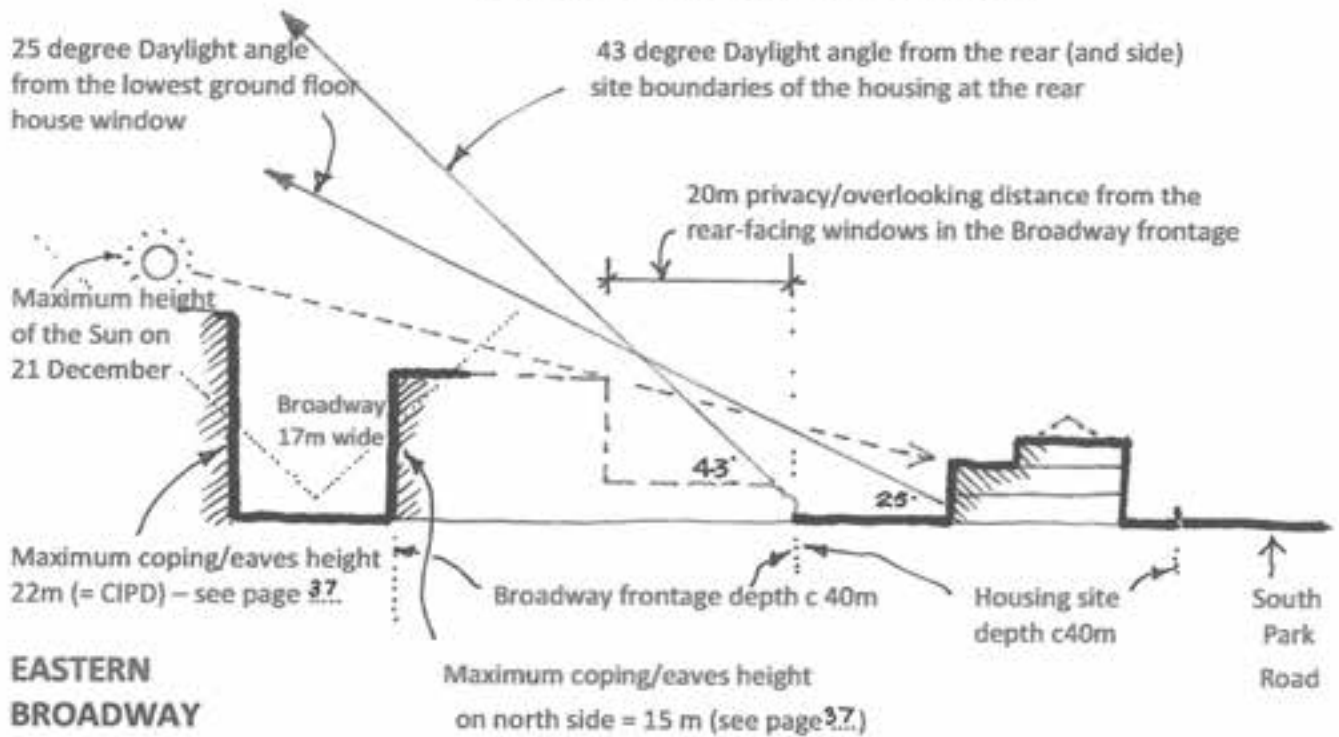 25 degree Daylight angle
from the lowest ground floor
house window
43 degree Daylight angle from the rear (and side)
site boundaries of the housing at the rear
20m privacy/overlooking distance from the
rear-facing windows in the Broadway frontage
Maximum height
of the Sun on
21 December
Broadway
17m wide
43°
25°
Maximum coping/eaves height
22m (= CIPD) – see page 37
Broadway frontage depth c 40m
Housing site
depth c40m
South
Park
Road
EASTERN
BROADWAY
Maximum coping/eaves height
on north side = 15 m (see page 37)